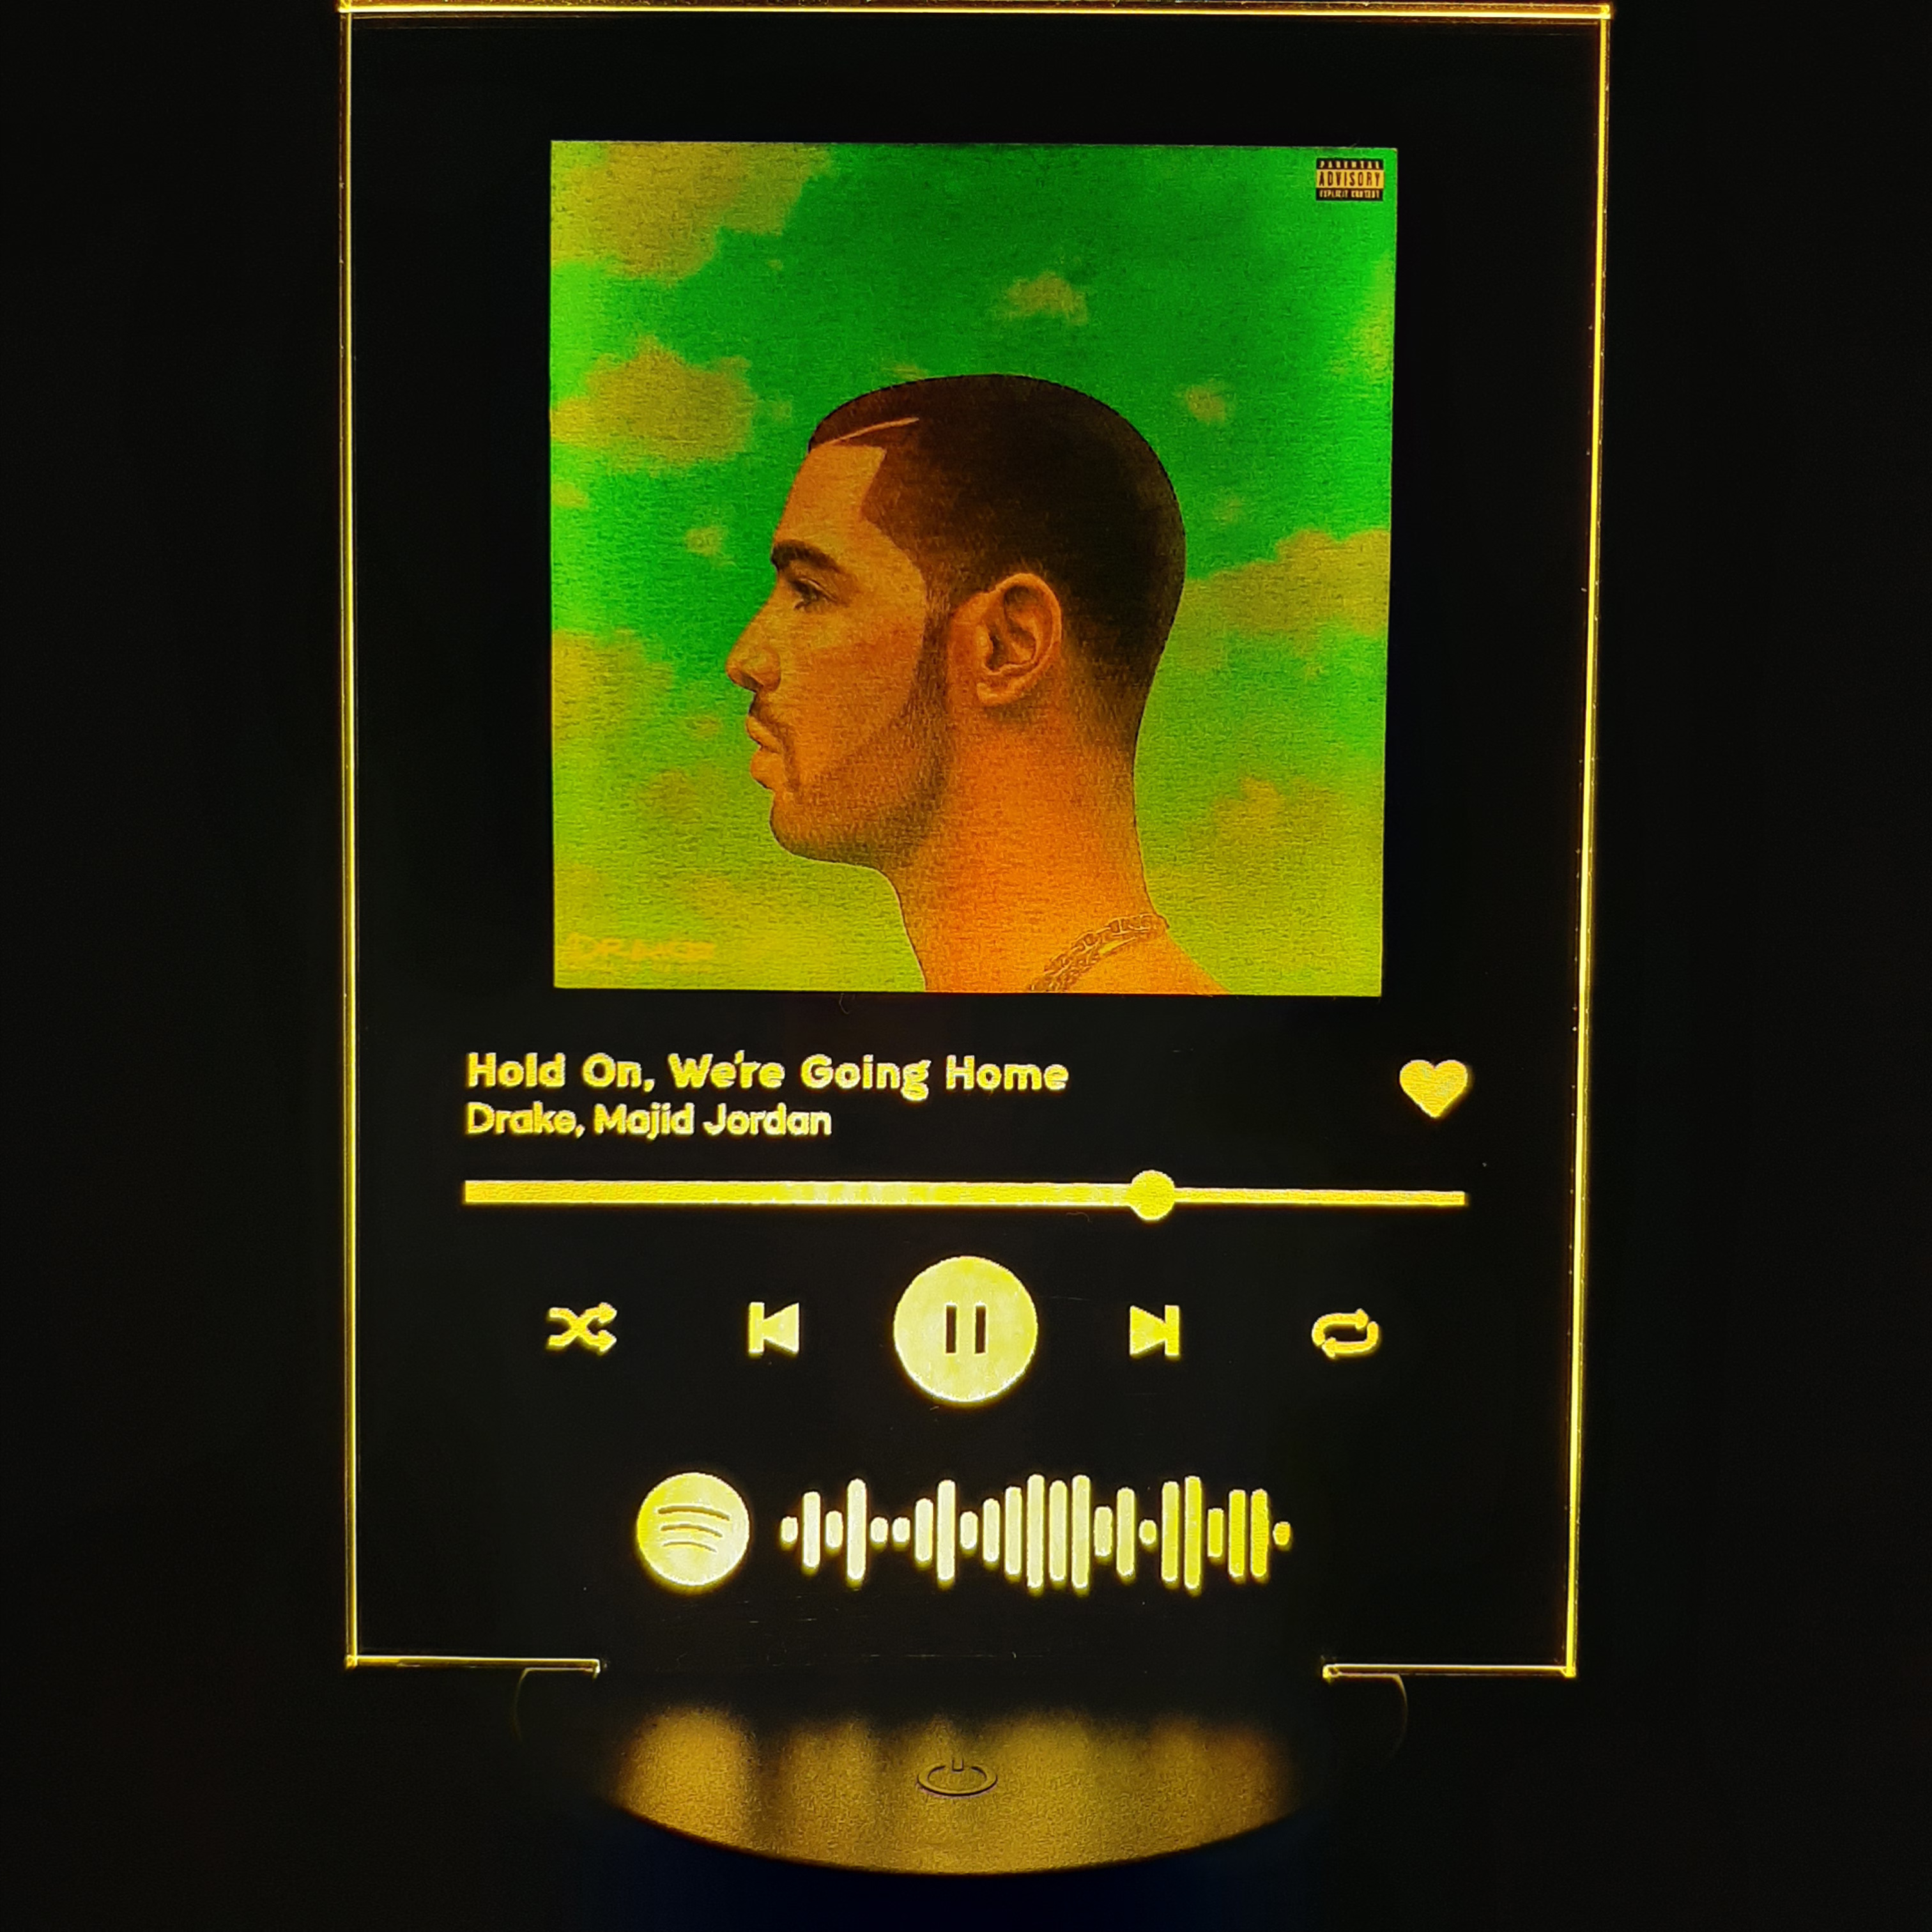 PARENTAL
ADVISORY
EXPLICIT CONTENT
Hold On, We're Going Home
Drake, Majid Jordan